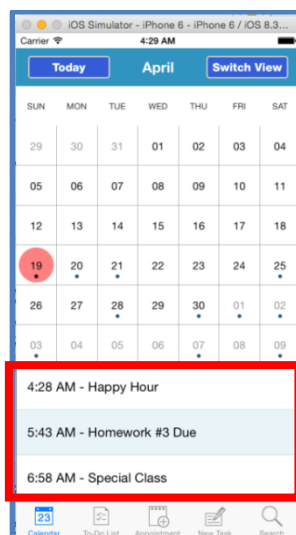 iOS Simulator - iPhone 6 - iPhone 6 / iOS 8.3...
Carrier 4:29 AM
Today April Switch View
SUN MON TUE WED THU FRI SAT
29 30 31 01 02 03 04
05 06 07 08 09 10 11
12 13 14 15 16 17 18
19 20 21 22 23 24 25
26 27 28 29 30 01 02
03 04 05 06 07 08 09
4:28 AM - Happy Hour
5:43 AM - Homework #3 Due
6:58 AM - Special Class
23
Calendar To-Do List Appointment New Task Search